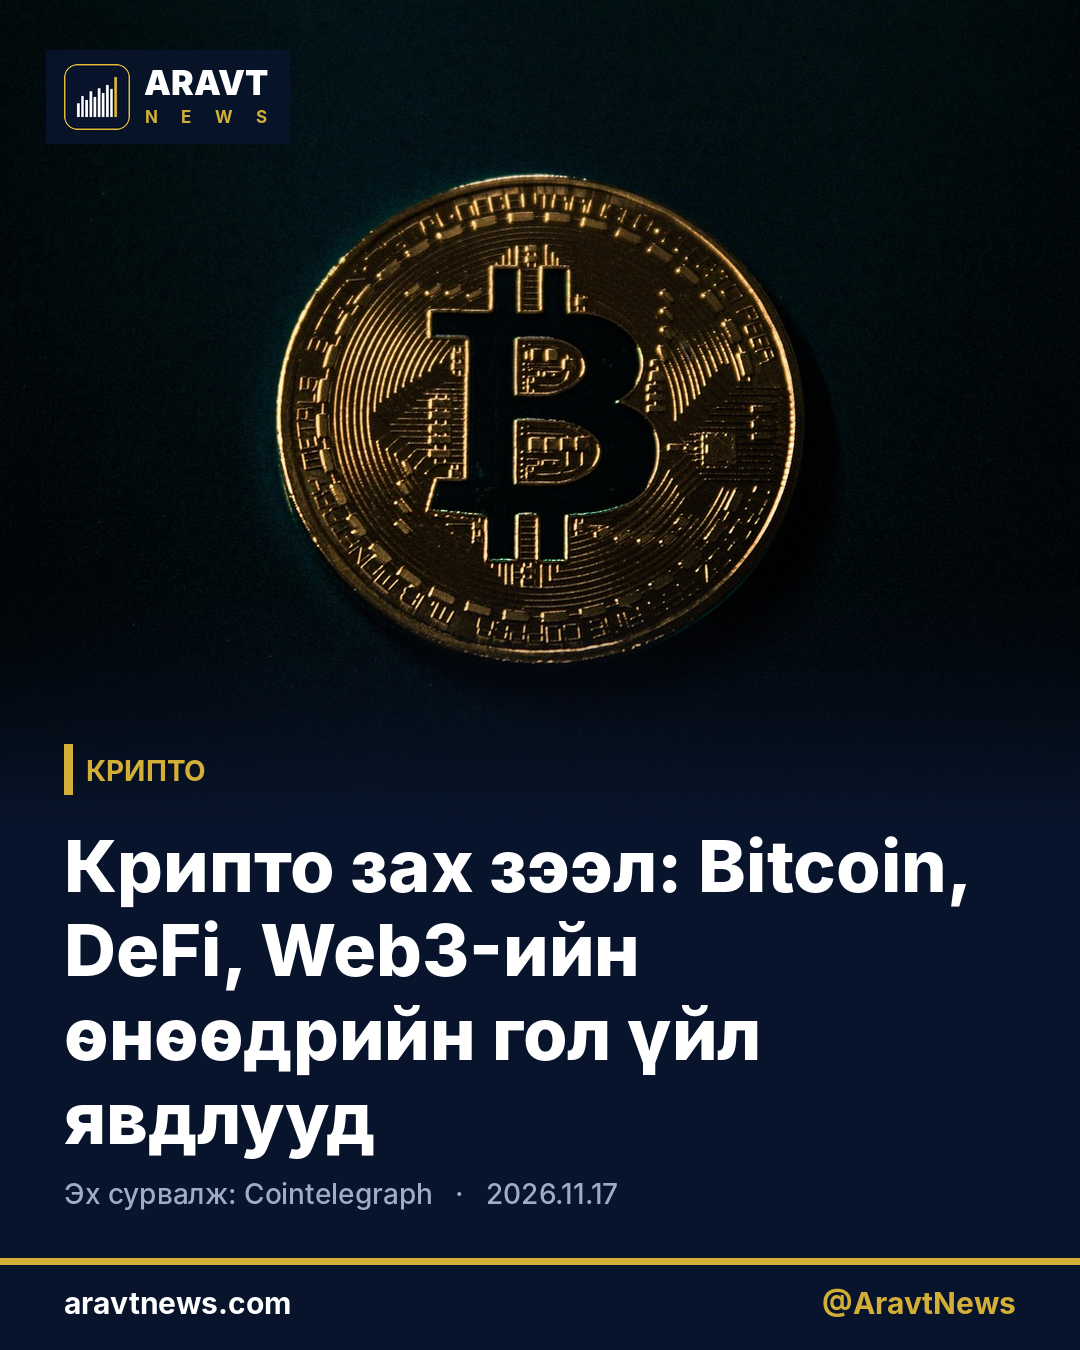 ARAVT
NEWS
КРИПТО
Крипто зах зээл: Bitcoin,
DeFi, Web3-ийн
өнөөдрийн гол үйл
явдлууд
Эх сурвалж: Cointelegraph · 2026.11.17
aravtnews.com
@AravtNews